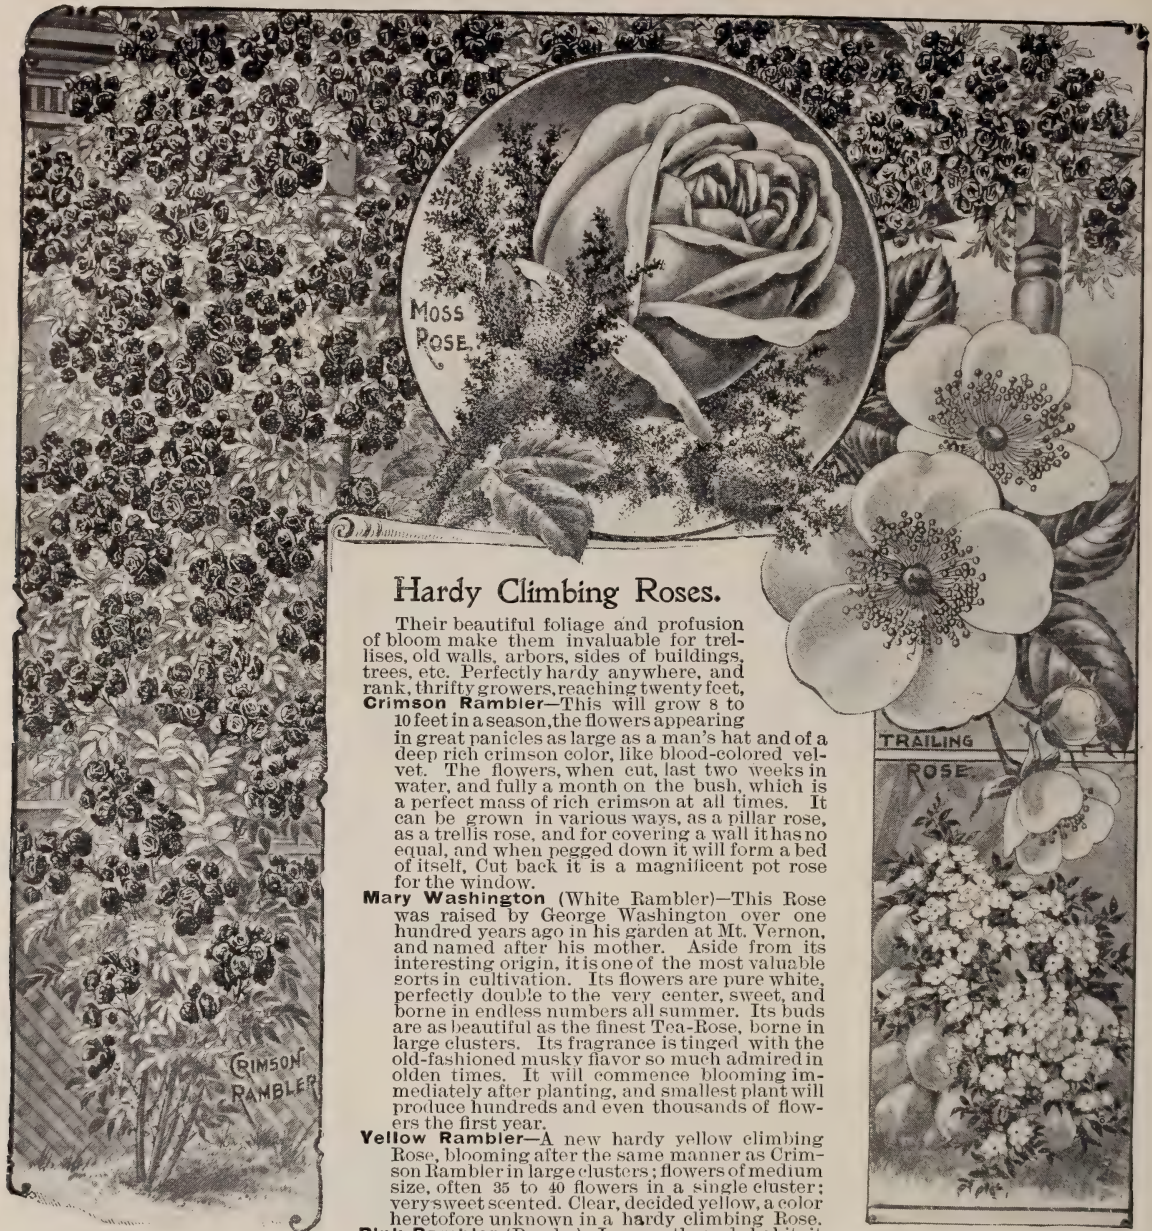 MOSS
ROSE.
Hardy Climbing Roses.
Their beautiful foliage and profusion
of bloom make them invaluable for trel-
lises, old walls, arbors, sides of buildings,
trees, etc. Perfectly hardy anywhere, and
rank, thrifty growers, reaching twenty feet,
Crimson Rambler—This will grow 8 to
10 feet in a season, the flowers appearing
in great panicles as large as a man's hat and of a
deep rich crimson color, like blood-colored vel-
vet. The flowers, when cut, last two weeks in
water, and fully a month on the bush, which is
a perfect mass of rich crimson at all times. It
can be grown in various ways, as a pillar rose,
as a trellis rose, and for covering a wall it has no
equal, and when pegged down it will form a bed
of itself, Cut back it is a magnificent pot rose
for the window.
Mary Washington (White Rambler)—This Rose
was raised by George Washington over one
hundred years ago in his garden at Mt. Vernon,
and named after his mother. Aside from its
interesting origin, it is one of the most valuable
sorts in cultivation. Its flowers are pure white,
perfectly double to the very center, sweet, and
borne in endless numbers all summer. Its buds
are as beautiful as the finest Tea-Rose, borne in
large clusters. Its fragrance is tinged with the
old-fashioned musky flavor so much admired in
olden times. It will commence blooming im-
mediately after planting, and smallest plant will
produce hundreds and even thousands of flow-
ers the first year.
Yellow Rambler—A new hardy yellow climbing
Rose, blooming after the same manner as Crim-
son Rambler in large clusters; flowers of medium
size, often 35 to 40 flowers in a single cluster;
very sweet scented. Clear, decided yellow, a color
heretofore unknown in a hardy climbing Rose.
TRAILING
ROSE.
CRIMSON
RAMBLER